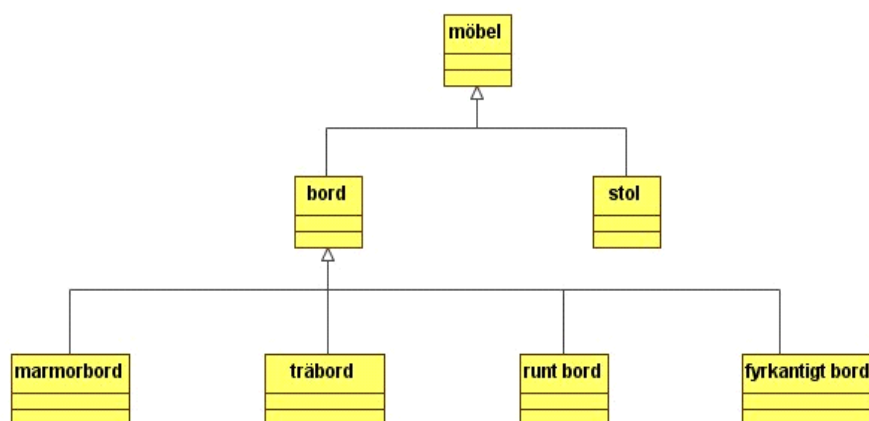 möbel
bord
stol
marmorbord
träbord
runt bord
fyrkantigt bord